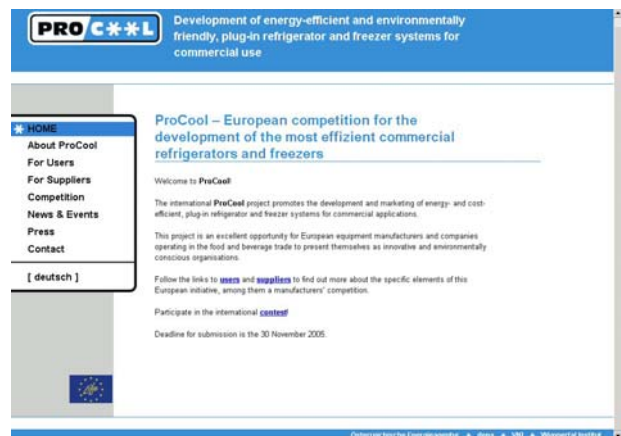 PRO C**L
Development of energy-efficient and environmentally
friendly, plug-in refrigerator and freezer systems for
commercial use
HOME
About ProCool
For Users
For Suppliers
Competition
News & Events
Press
Contact
[ deutsch ]
ProCool – European competition for the
development of the most effizient commercial
refrigerators and freezers
Welcome to ProCool!
The international ProCool project promotes the development and marketing of energy- and cost-
efficient, plug-in refrigerator and freezer systems for commercial applications.
This project is an excellent opportunity for European equipment manufacturers and companies
operating in the food and beverage trade to present themselves as innovative and environmentally
conscious organisations.
Follow the links to users and suppliers to find out more about the specific elements of this
European initiative, among them a manufacturers' competition.
Participate in the international contest!
Deadline for submission is the 30 November 2005.
Österreichische Energieagentur + dena + VKI + Wuppertal Institut